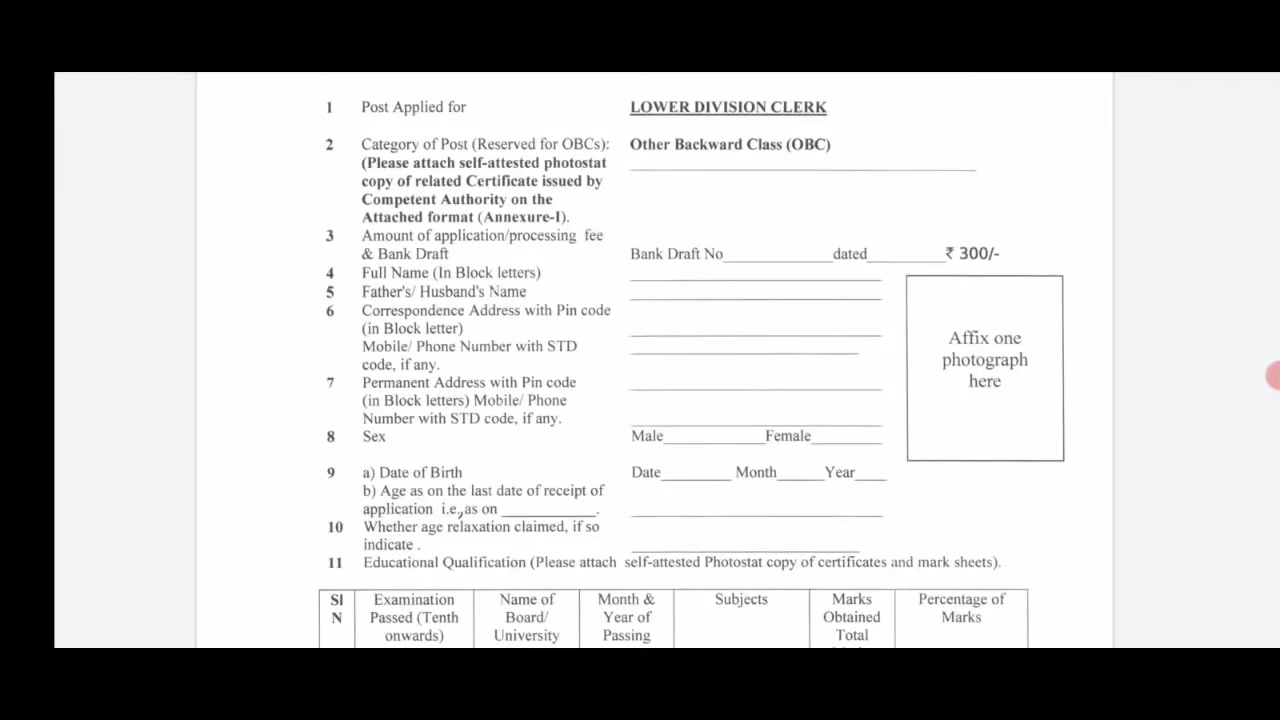 1 Post Applied for LOWER DIVISION CLERK
2 Category of Post (Reserved for OBCs): Other Backward Class (OBC)
(Please attach self-attested photostat
copy of related Certificate issued by
Competent Authority on the
Attached format (Annexure-I).
3 Amount of application/processing fee
& Bank Draft Bank Draft No____________dated_________₹ 300/-
4 Full Name (In Block letters)
5 Father's/ Husband's Name
6 Correspondence Address with Pin code
(in Block letter)
Mobile/ Phone Number with STD
code, if any.
7 Permanent Address with Pin code
(in Block letters) Mobile/ Phone
Number with STD code, if any.
8 Sex Male___________Female________
Affix one
photograph
here
9 a) Date of Birth Date________ Month_____Year___
b) Age as on the last date of receipt of
application i.e.,as on ___________.
10 Whether age relaxation claimed, if so
indicate .
11 Educational Qualification (Please attach self-attested Photostat copy of certificates and mark sheets).
Sl Examination Name of Month & Subjects Marks Percentage of
N Passed (Tenth Board/ Year of Obtained Marks
onwards) University Passing Total